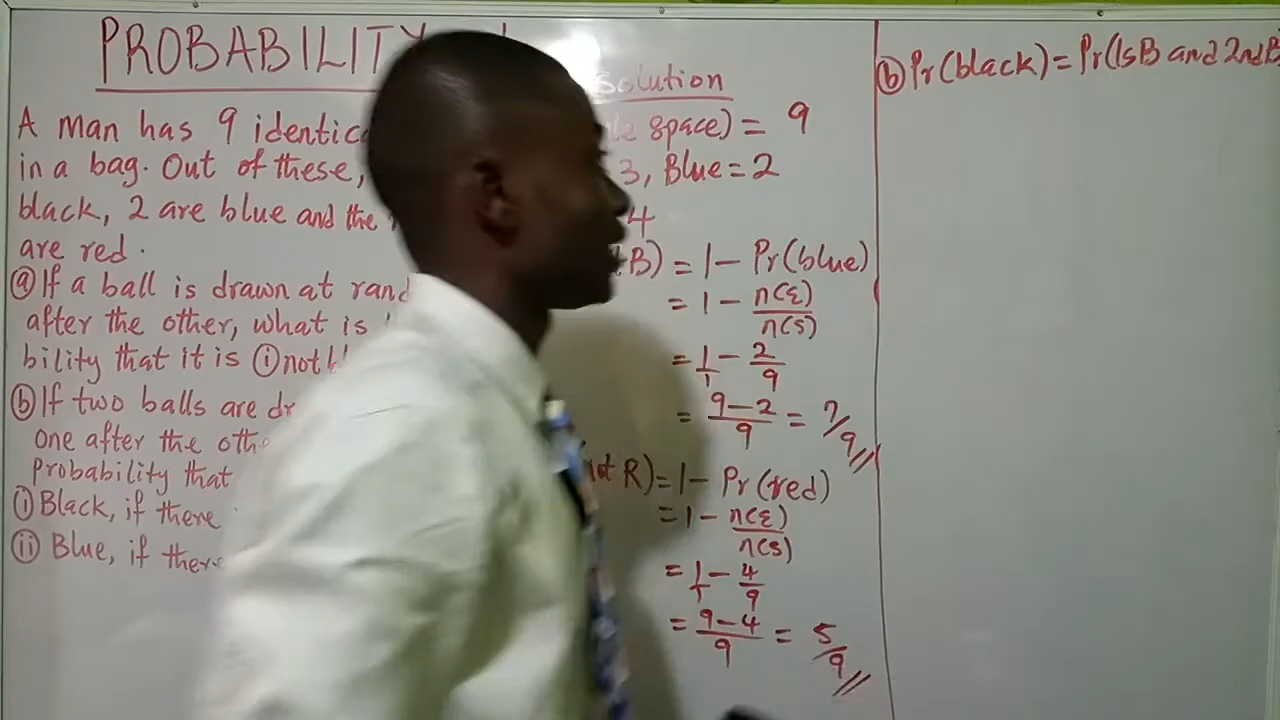 PROBABILITY
A man has 9 identic
in a bag. Out of these,
black, 2 are blue and the
are red.
ⓐ If a ball is drawn at rand
after the other, what is
bility that it is ⓘ not
ⓑ If two balls are dr
one after the oth
probability that
ⓘ Black, if there
ⓘⓘ Blue, if there
Solution
le space) = 9
3, Blue = 2
4
B) = 1 - Pr(blue)
= 1 - n(ε)/n(s)
= 1/1 - 2/9
= 9-2/9 = 7/9
not R) = 1 - Pr(red)
= 1 - n(ε)/n(s)
= 1/1 - 4/9
= 9-4/9 = 5/9
ⓑ Pr(black) = Pr(1sB and 2ndB